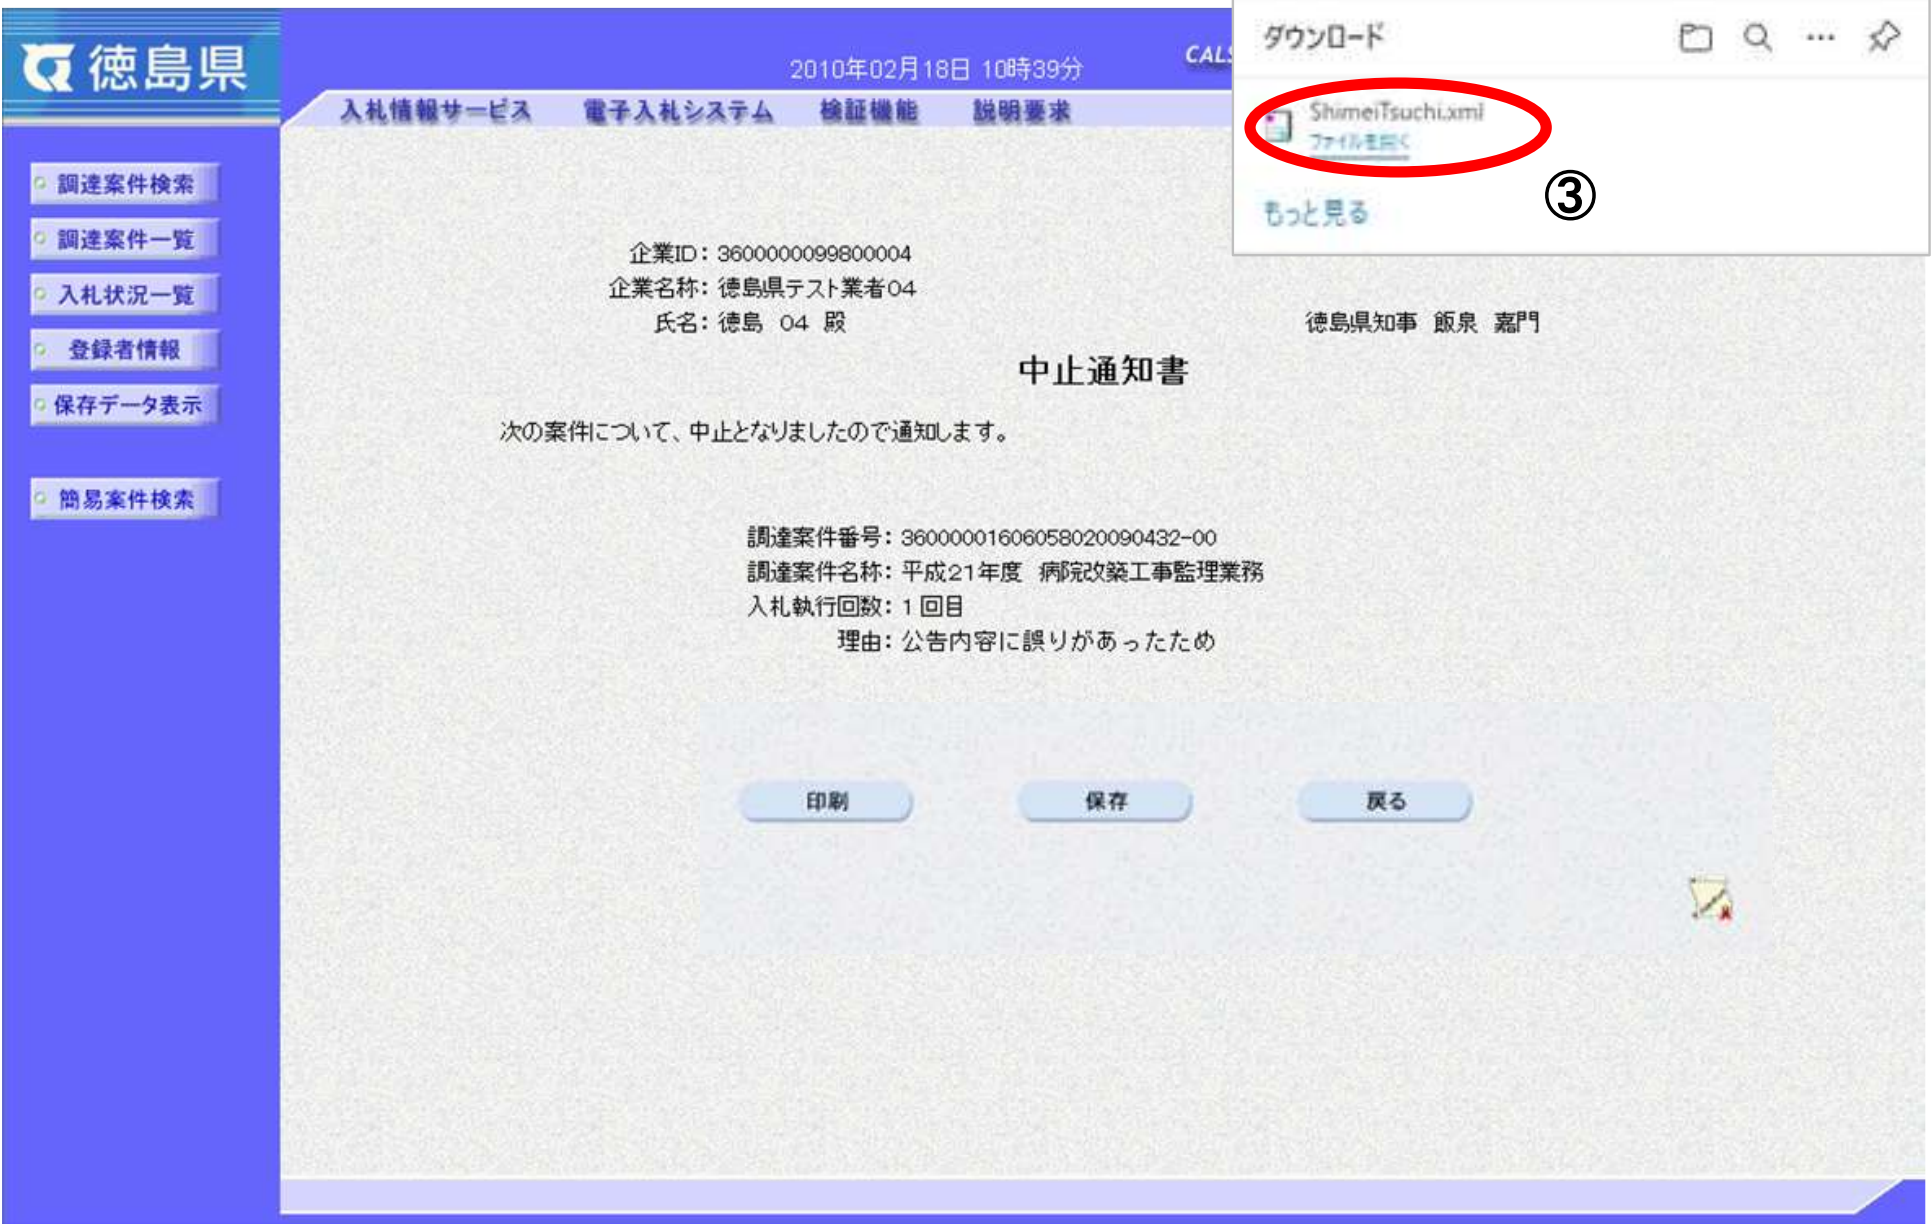 徳島県
2010年02月18日 10時39分
CALS
入札情報サービス 電子入札システム 検証機能 説明要求
調達案件検索
調達案件一覧
入札状況一覧
登録者情報
保存データ表示
簡易案件検索
ダウンロード
ShimeiTsuchi.xml
ファイルを開く
もっと見る
③
企業ID：3600000099800004
企業名称：徳島県テスト業者04
氏名：徳島 04 殿
徳島県知事 飯泉 嘉門
中止通知書
次の案件について、中止となりましたので通知します。
調達案件番号：3600000160605802009​0432-00
調達案件名称：平成21年度 病院改築工事監理業務
入札執行回数：1回目
理由：公告内容に誤りがあったため
印刷 保存 戻る